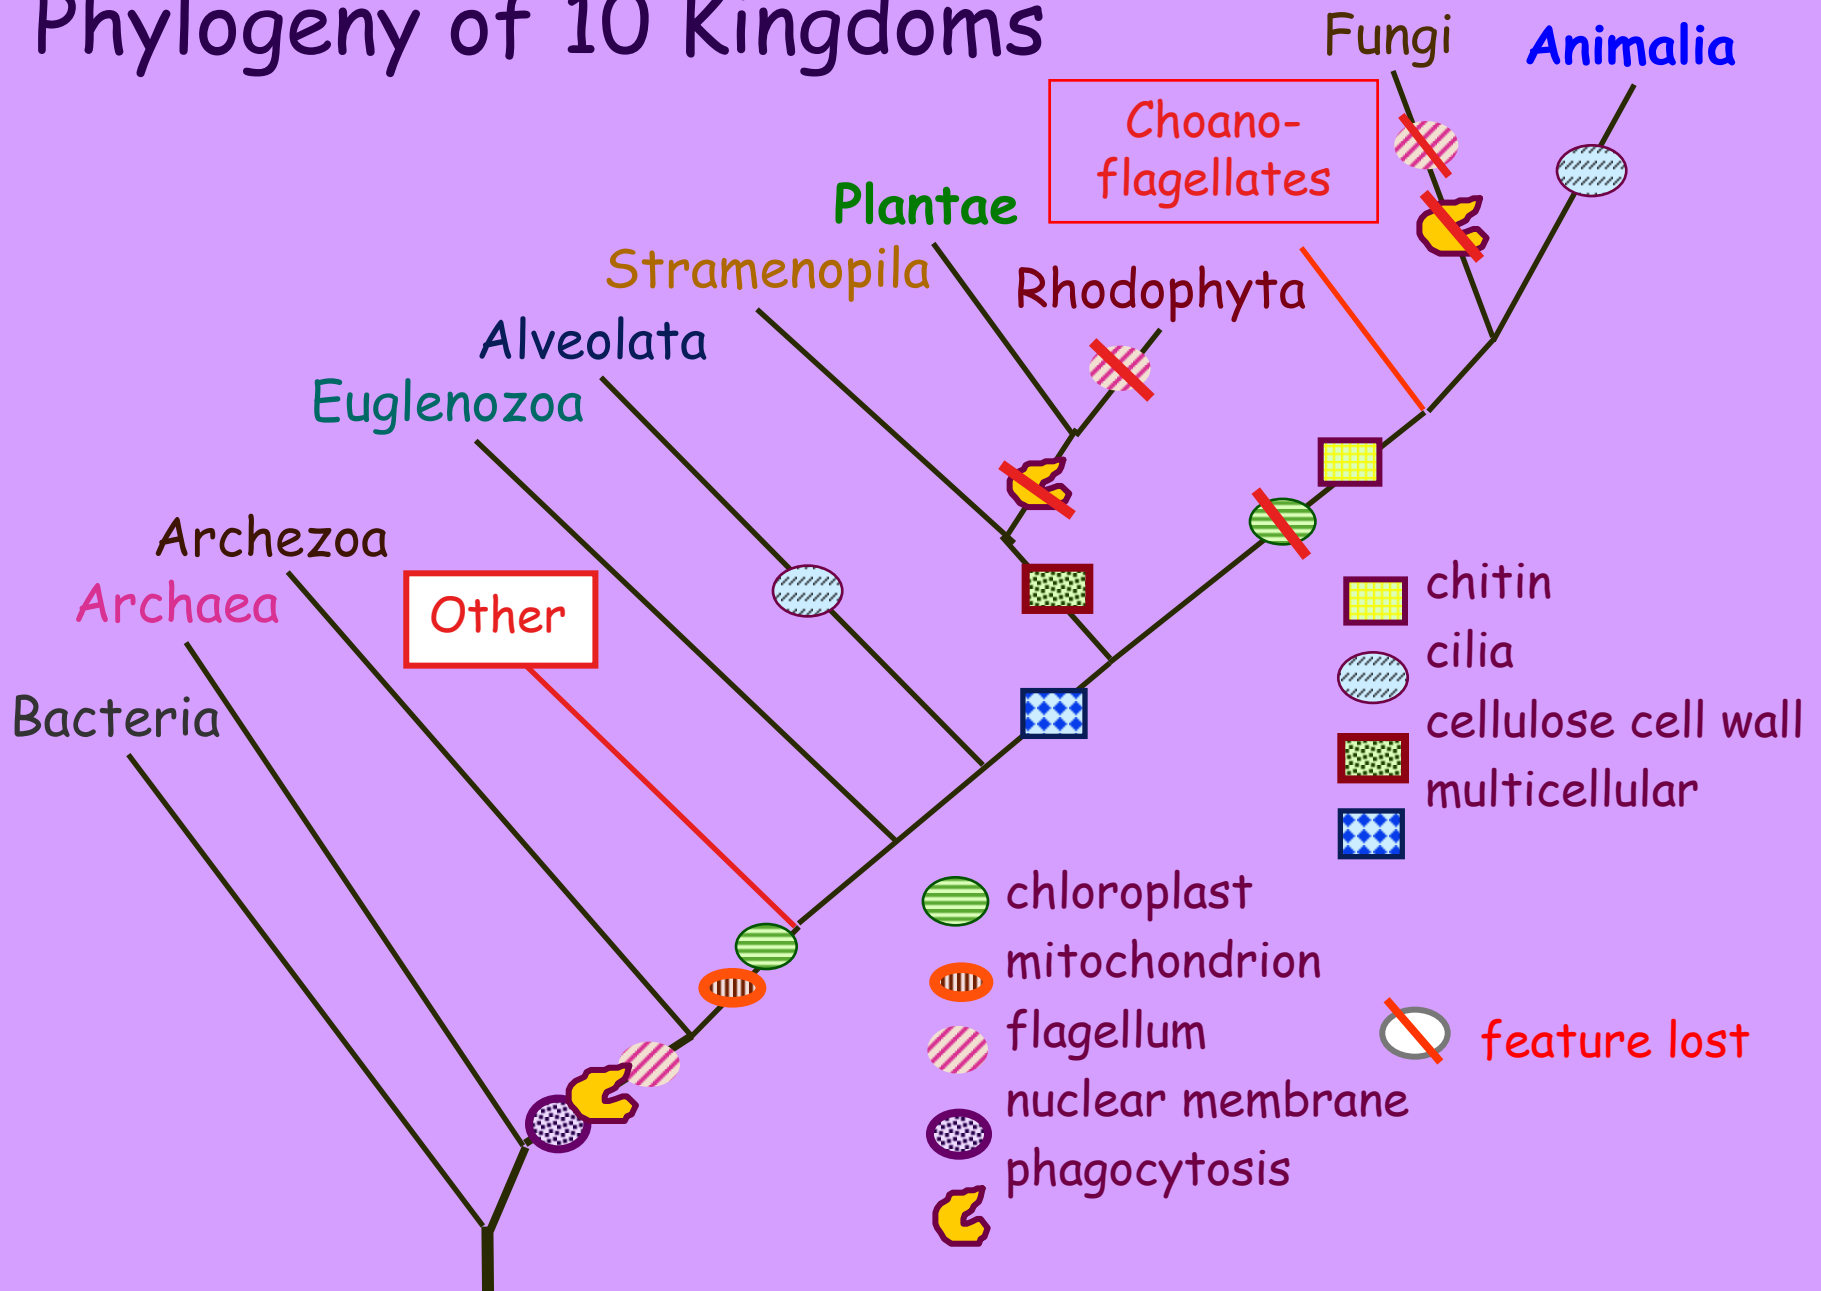 Phylogeny of 10 Kingdoms
Fungi
Animalia
Choano-
flagellates
Plantae
Stramenopila
Rhodophyta
Alveolata
Euglenozoa
Archezoa
Archaea
Other
Bacteria
chitin
cilia
cellulose cell wall
multicellular
chloroplast
mitochondrion
flagellum
nuclear membrane
phagocytosis
feature lost